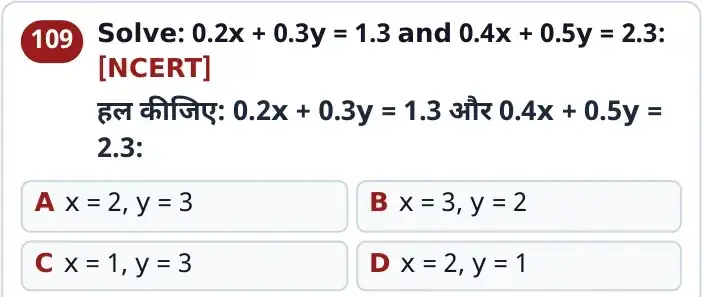 109 Solve: 0.2x + 0.3y = 1.3 and 0.4x + 0.5y = 2.3:
[NCERT]
हल कीजिए: 0.2x + 0.3y = 1.3 और 0.4x + 0.5y =
2.3:
A x = 2, y = 3
B x = 3, y = 2
C x = 1, y = 3
D x = 2, y = 1